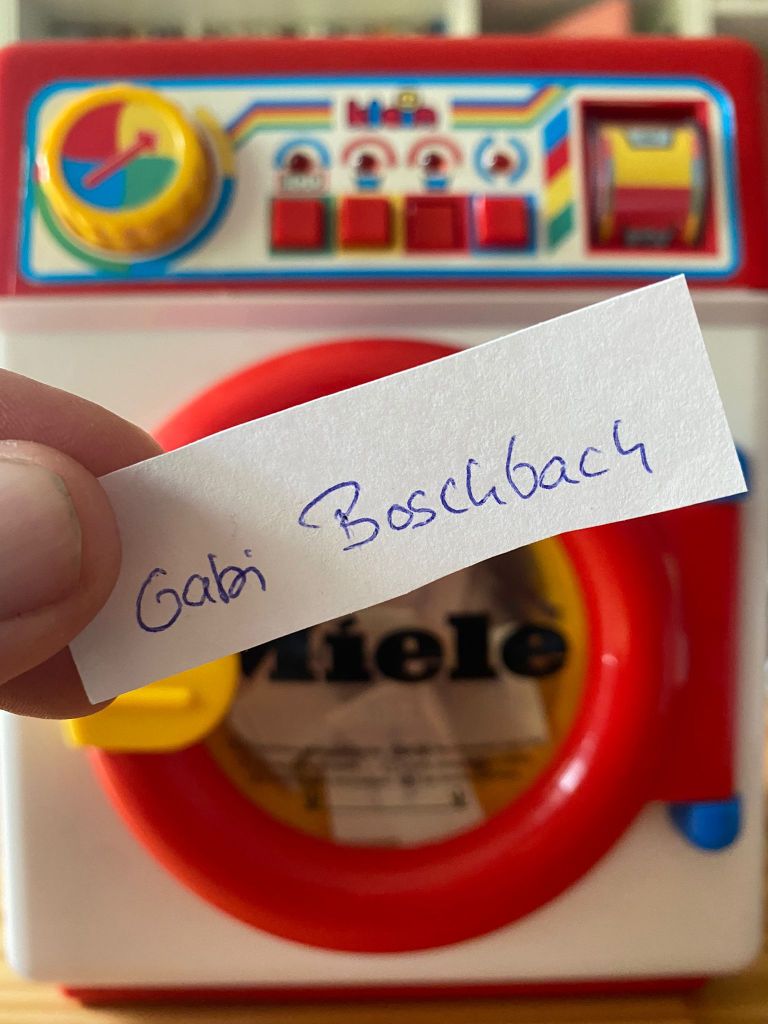 klein
Gabi Boschbach
Miele